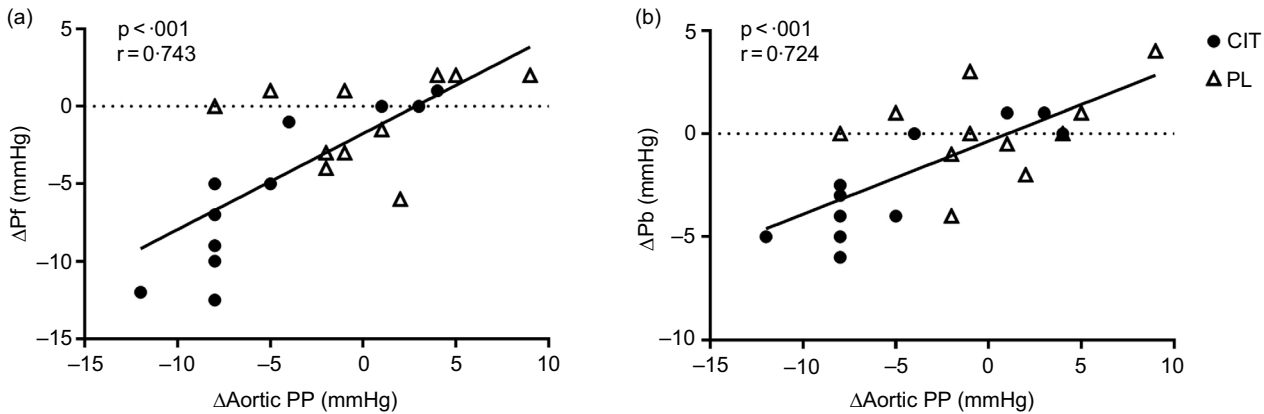 (a)
p < ·001
r = 0·743
5
0
–5
–10
–15
ΔPf (mmHg)
–15 –10 –5 0 5 10
ΔAortic PP (mmHg)
(b)
p < ·001
r = 0·724
5
0
–5
–10
ΔPb (mmHg)
–15 –10 –5 0 5 10
ΔAortic PP (mmHg)
CIT
PL